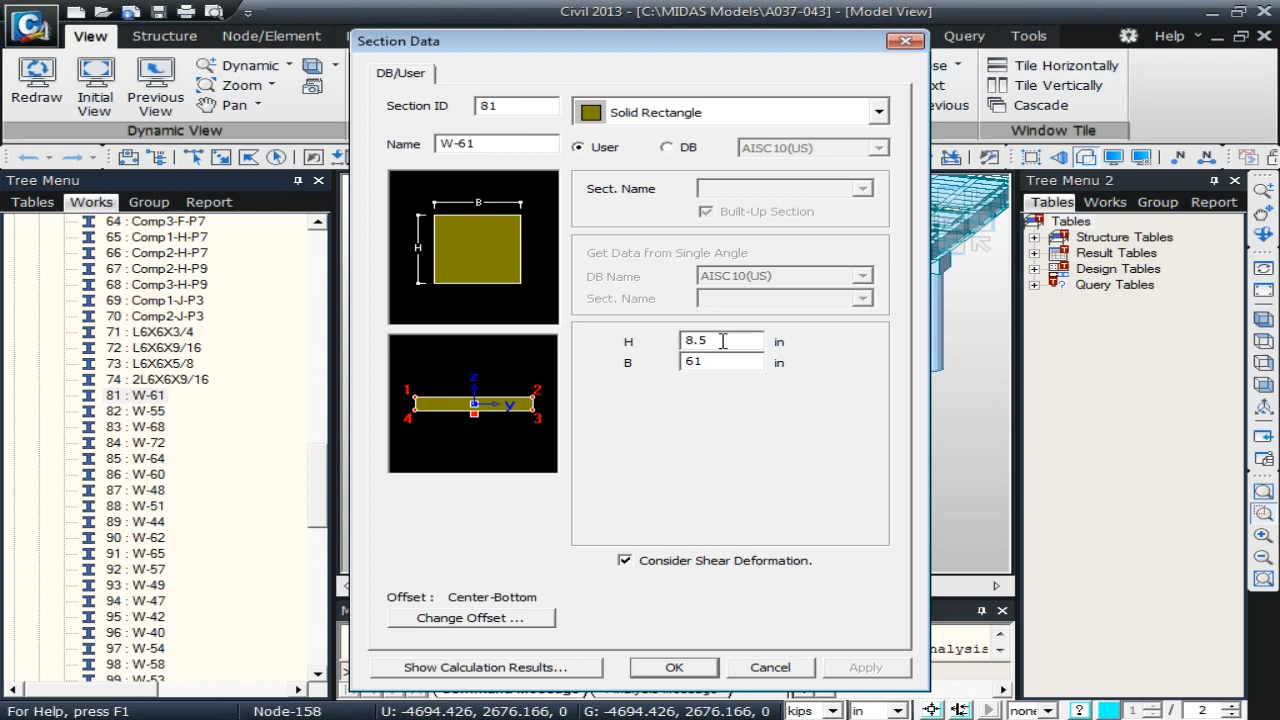 Civil 2013 - [C:\MIDAS Models\A037-043] - [Model View]
View Structure Node/Element Query Tools Help
Redraw
Initial View
Previous View
Dynamic
Zoom
Pan
Dynamic View
Tile Horizontally
Tile Vertically
Cascade
Window Tile
Tree Menu
Tables Works Group Report
64 : Comp3-F-P7
65 : Comp1-H-P7
66 : Comp2-H-P7
67 : Comp2-H-P9
68 : Comp3-H-P9
69 : Comp1-J-P3
70 : Comp2-J-P3
71 : L6X6X3/4
72 : L6X6X9/16
73 : L6X6X5/8
74 : 2L6X6X9/16
81 : W-61
82 : W-55
83 : W-68
84 : W-72
85 : W-64
86 : W-60
87 : W-48
88 : W-51
89 : W-44
90 : W-62
91 : W-65
92 : W-57
93 : W-49
94 : W-47
95 : W-42
96 : W-40
97 : W-54
98 : W-58
99 : W-53
Section Data
DB/User
Section ID 81
Solid Rectangle
Name W-61
User DB AISC10(US)
B
H
Sect. Name
Built-Up Section
Get Data from Single Angle
DB Name AISC10(US)
Sect. Name
H 8.5 in
B 61 in
1 z 2
y
4 3
Consider Shear Deformation.
Offset : Center-Bottom
Change Offset ...
Show Calculation Results... OK Cancel Apply
Tree Menu 2
Tables Works Group Report
Tables
Structure Tables
Result Tables
Design Tables
Query Tables
For Help, press F1 Node-158 U: -4694.426, 2676.166, 0 G: -4694.426, 2676.166, 0 kips in none 1 / 2